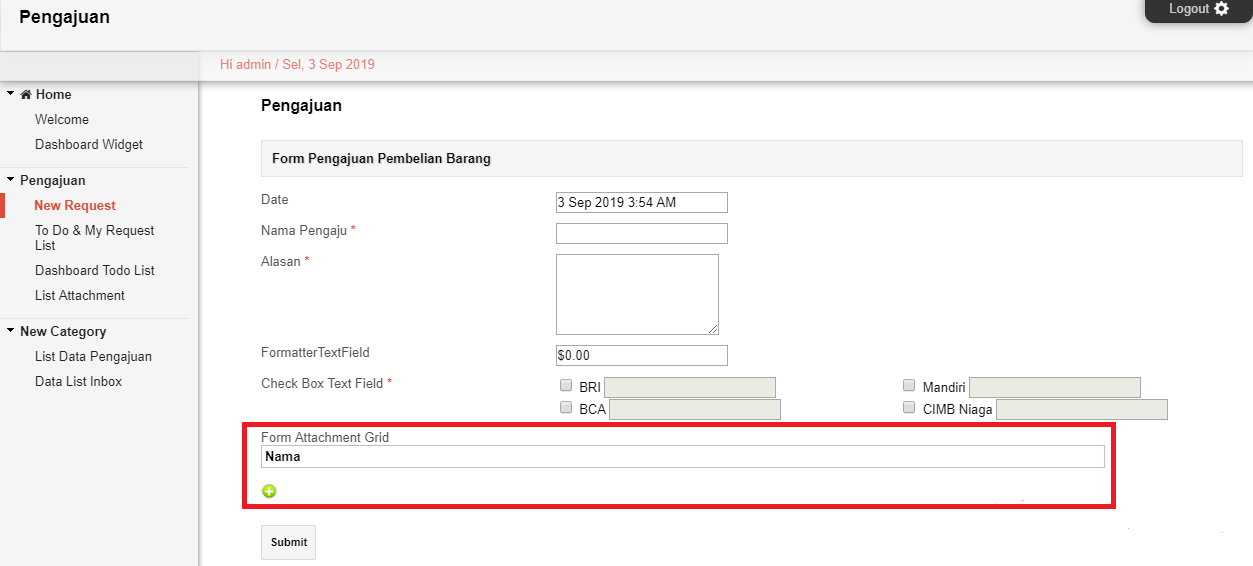 Pengajuan
Logout
Hi admin / Sel, 3 Sep 2019
Home
Welcome
Dashboard Widget
Pengajuan
New Request
To Do & My Request
List
Dashboard Todo List
List Attachment
New Category
List Data Pengajuan
Data List Inbox
Pengajuan
Form Pengajuan Pembelian Barang
Date
3 Sep 2019 3:54 AM
Nama Pengaju *
Alasan *
FormatterTextField
$0.00
Check Box Text Field *
BRI
Mandiri
BCA
CIMB Niaga
Form Attachment Grid
Nama
Submit